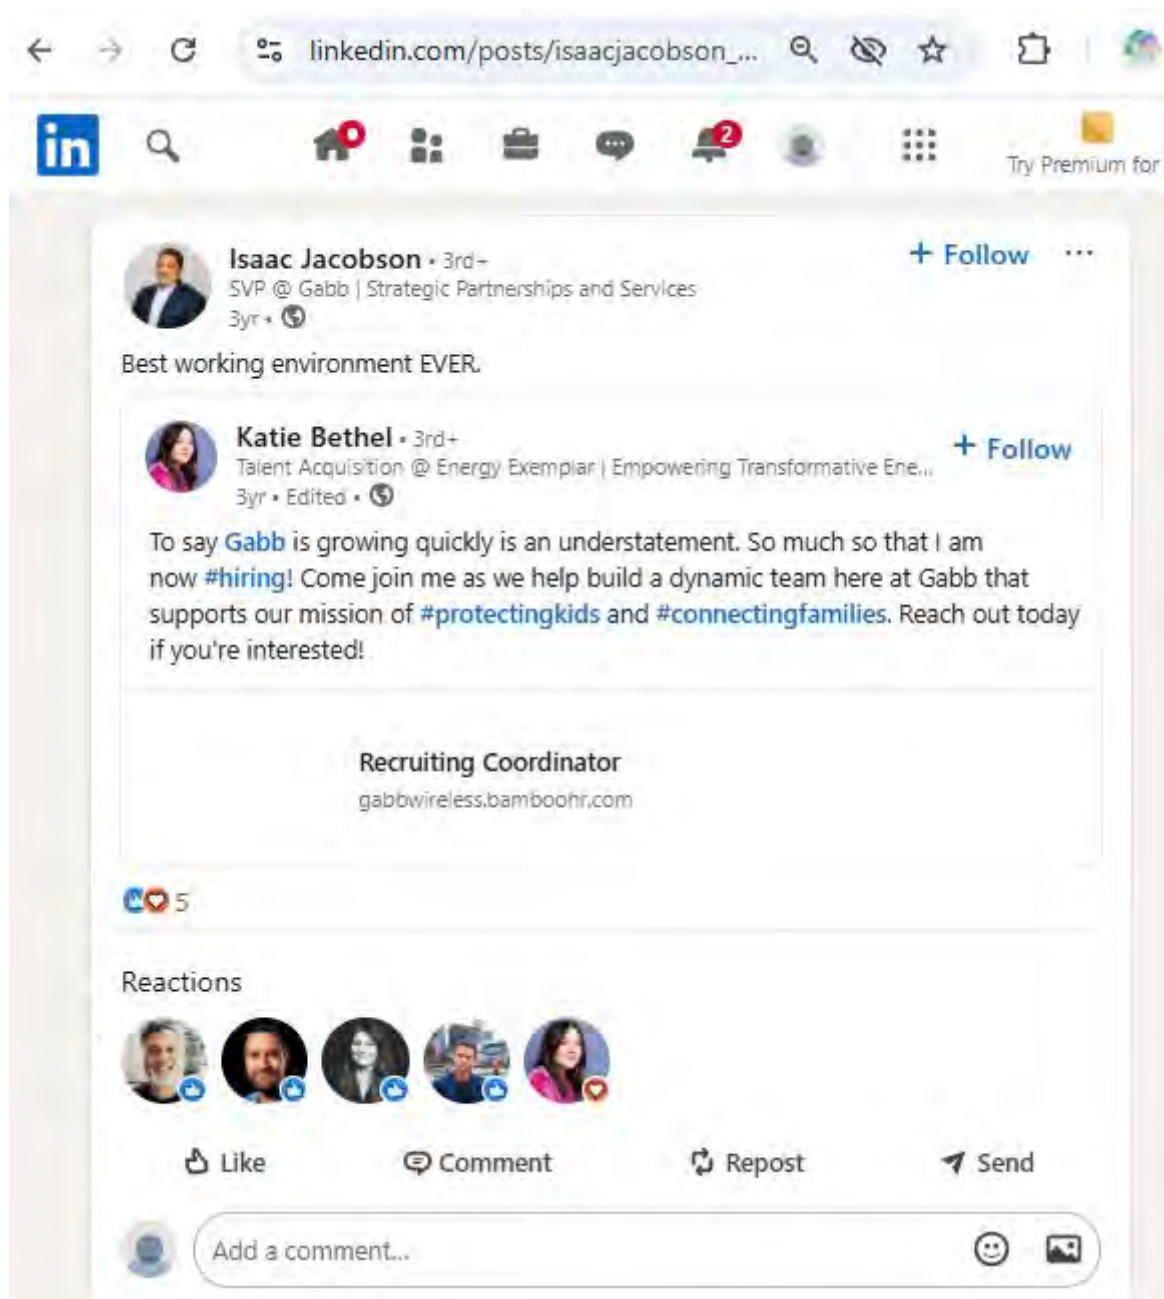 linkedin.com/posts/isaacjacobson_...
in
2
Try Premium for
Isaac Jacobson • 3rd+
+ Follow ...
SVP @ Gabb | Strategic Partnerships and Services
3yr •
Best working environment EVER.
Katie Bethel • 3rd+
+ Follow
Talent Acquisition @ Energy Exemplar | Empowering Transformative Ene...
3yr • Edited •
To say Gabb is growing quickly is an understatement. So much so that I am
now #hiring! Come join me as we help build a dynamic team here at Gabb that
supports our mission of #protectingkids and #connectingfamilies. Reach out today
if you're interested!
Recruiting Coordinator
gabbwireless.bamboohr.com
5
Reactions
Like Comment Repost Send
Add a comment...